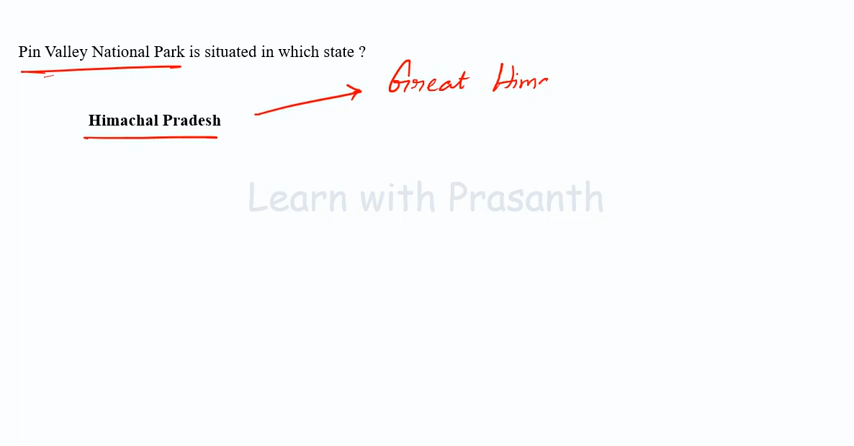 Pin Valley National Park is situated in which state ?
Great Hima
Himachal Pradesh
Learn with Prasanth